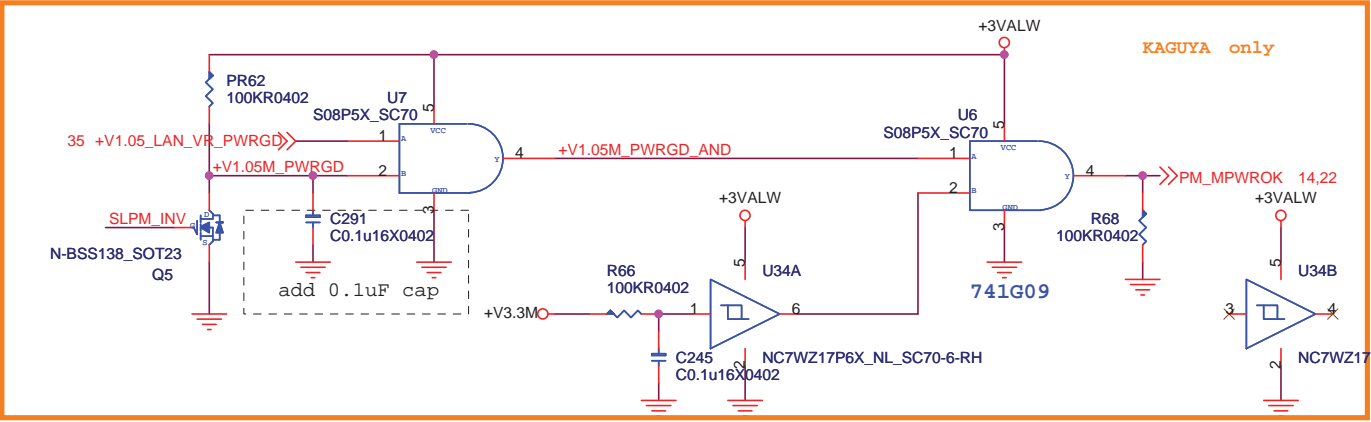 +3VALW
KAGUYA only
PR62
100KR0402
U7
S08P5X_SC70
5
VCC
35 +V1.05_LAN_VR_PWRGD
1
A
+V1.05M_PWRGD
2
B
Y
4
GND
3
+V1.05M_PWRGD_AND
U6
S08P5X_SC70
5
VCC
1
A
2
B
Y
4
GND
3
741G09
PM_MPWROK 14,22
R68
100KR0402
SLPM_INV
D
G
S
N-BSS138_SOT23
Q5
C291
C0.1u16X0402
add 0.1uF cap
+V3.3M
R66
100KR0402
C245
C0.1u16X0402
+3VALW
5
U34A
1
6
2
NC7WZ17P6X_NL_SC70-6-RH
+3VALW
5
U34B
3
4
2
NC7WZ17